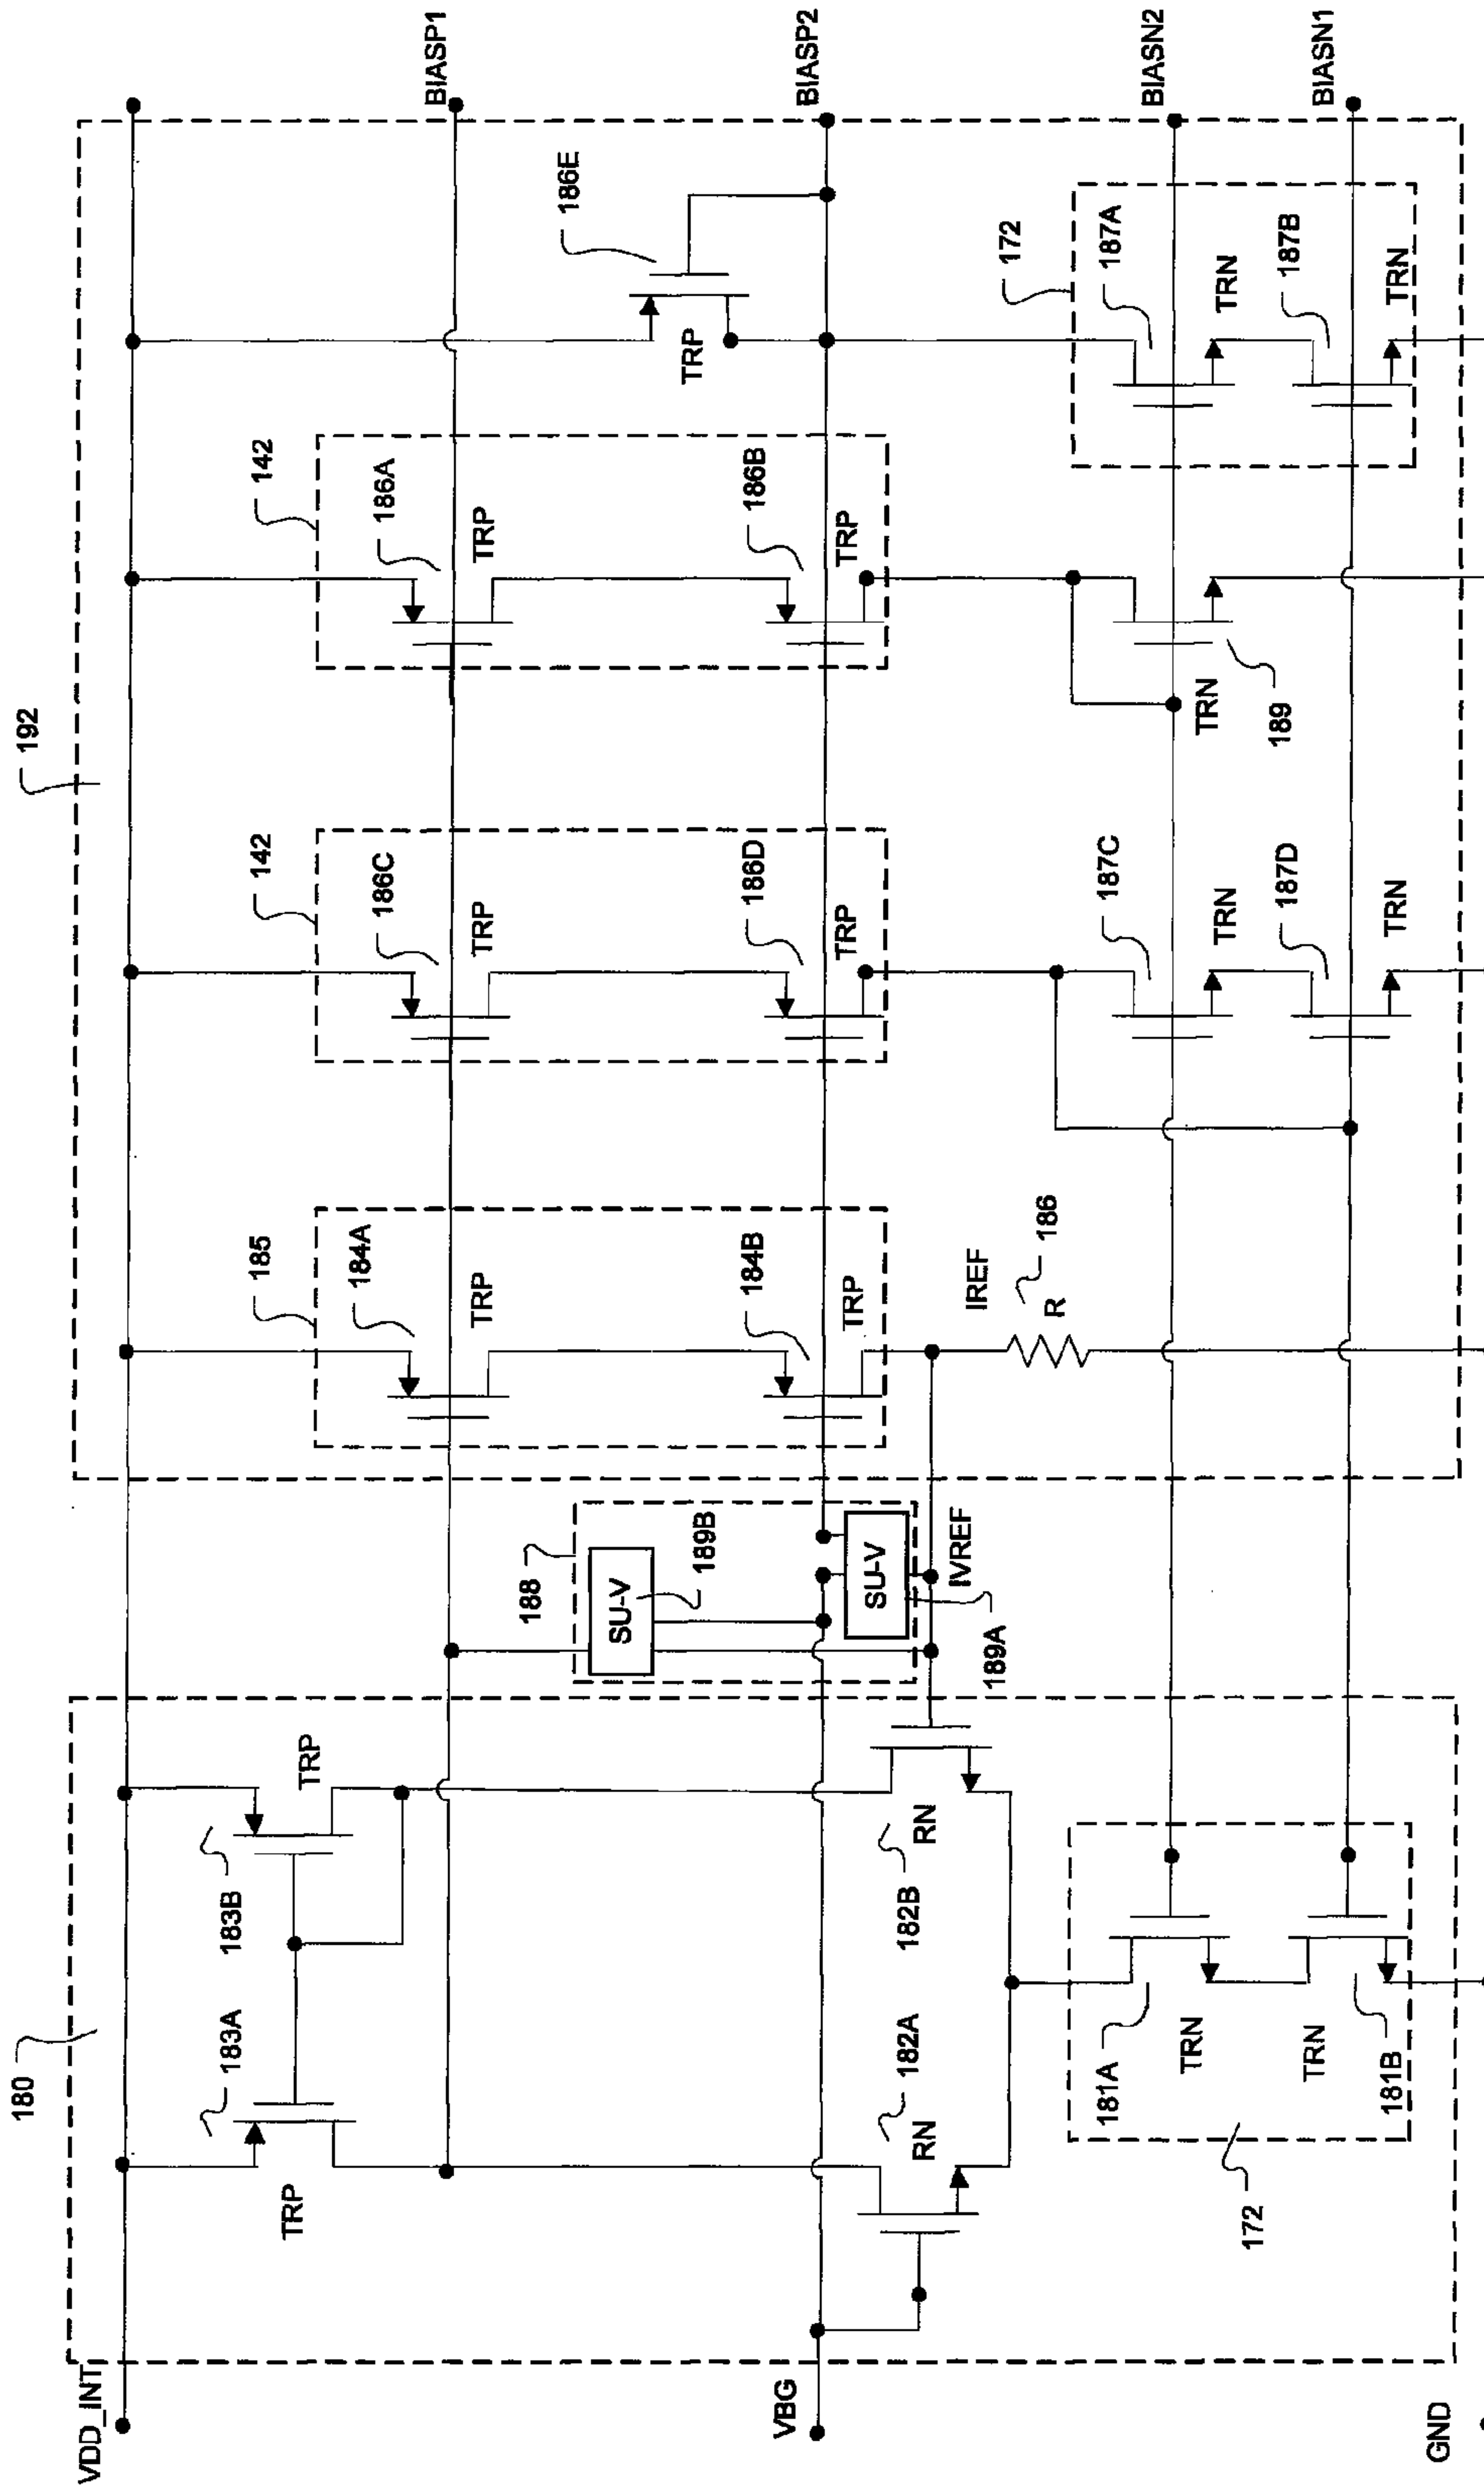 180
192
VDD_INT
183A
183B
TRP
TRP
185
142
142
184A
186C
186A
186E
BIASP1
TRP
TRP
TRP
TRP
188
SU-V
189B
184B
186D
186B
VBG
BIASP2
TRP
TRP
TRP
SU-V
182A
182B
RN
RN
IVREF
IREF
189A
186
R
172
181A
187C
187A
BIASN2
TRN
TRN
TRN
TRN
172
189
187D
187B
TRN
181B
BIASN1
TRN
TRN
GND